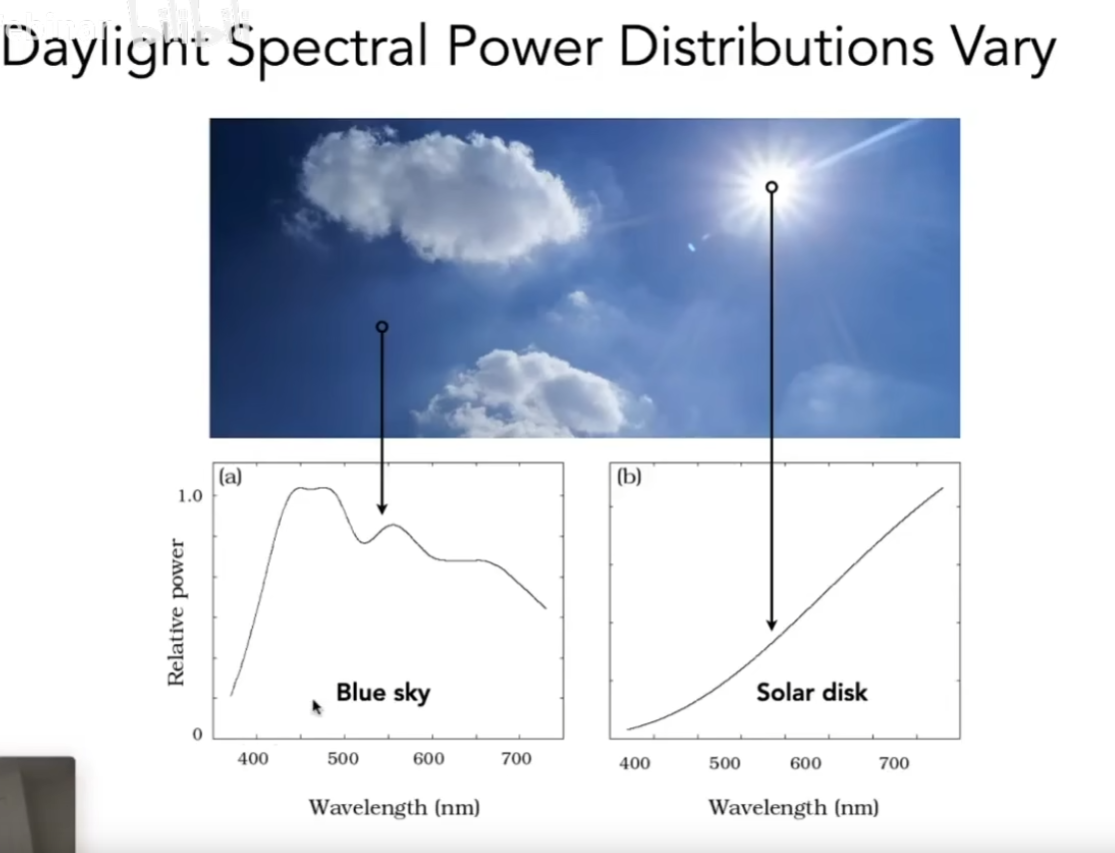 Daylight Spectral Power Distributions Vary
(a)
1.0
Relative power
0
Blue sky
400 500 600 700
Wavelength (nm)
(b)
Solar disk
400 500 600 700
Wavelength (nm)